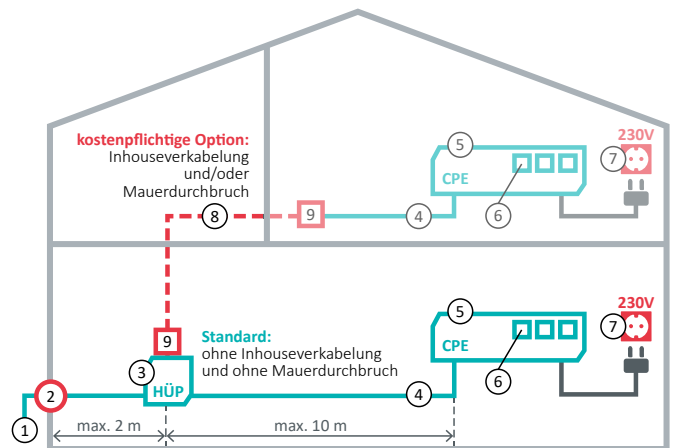 kostenpflichtige Option:
Inhouseverkabelung
und/oder
Mauerdurchbruch
5
CPE
6
230V
7
8
9
4
9
3
HÜP
Standard:
ohne Inhouseverkabelung
und ohne Mauerdurchbruch
5
CPE
6
230V
7
2
1
4
max. 2 m
max. 10 m